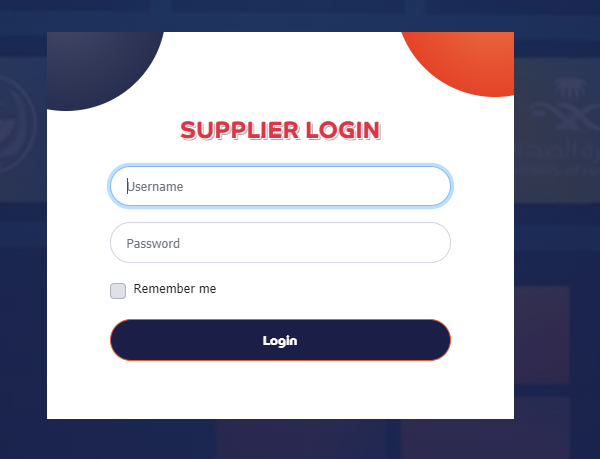 SUPPLIER LOGIN
Username
Password
Remember me
Login